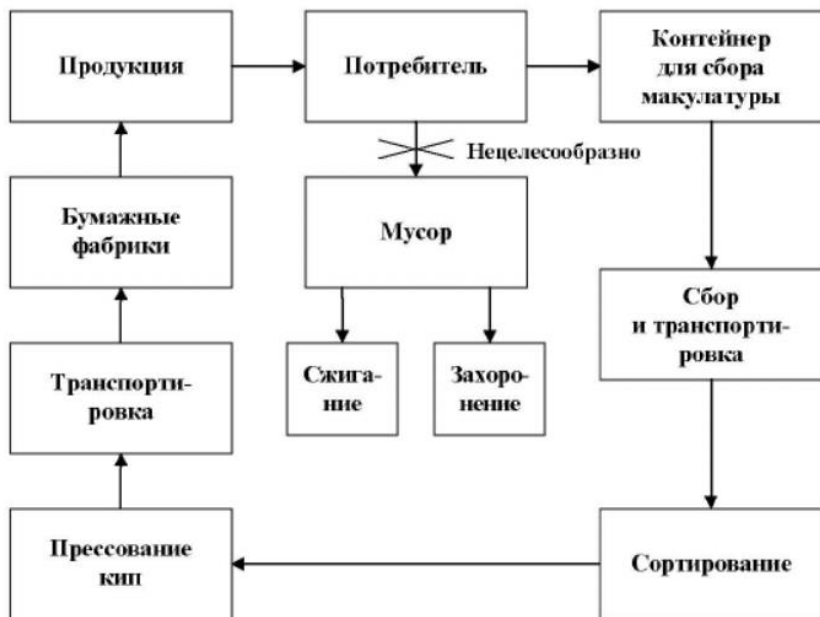 Продукция
Потребитель
Контейнер
для сбора
макулатуры
Нецелесообразно
Бумажные
фабрики
Мусор
Сбор
и транспорти-
ровка
Транспорти-
ровка
Сжига-
ние
Захоро-
нение
Прессование
кип
Сортирование